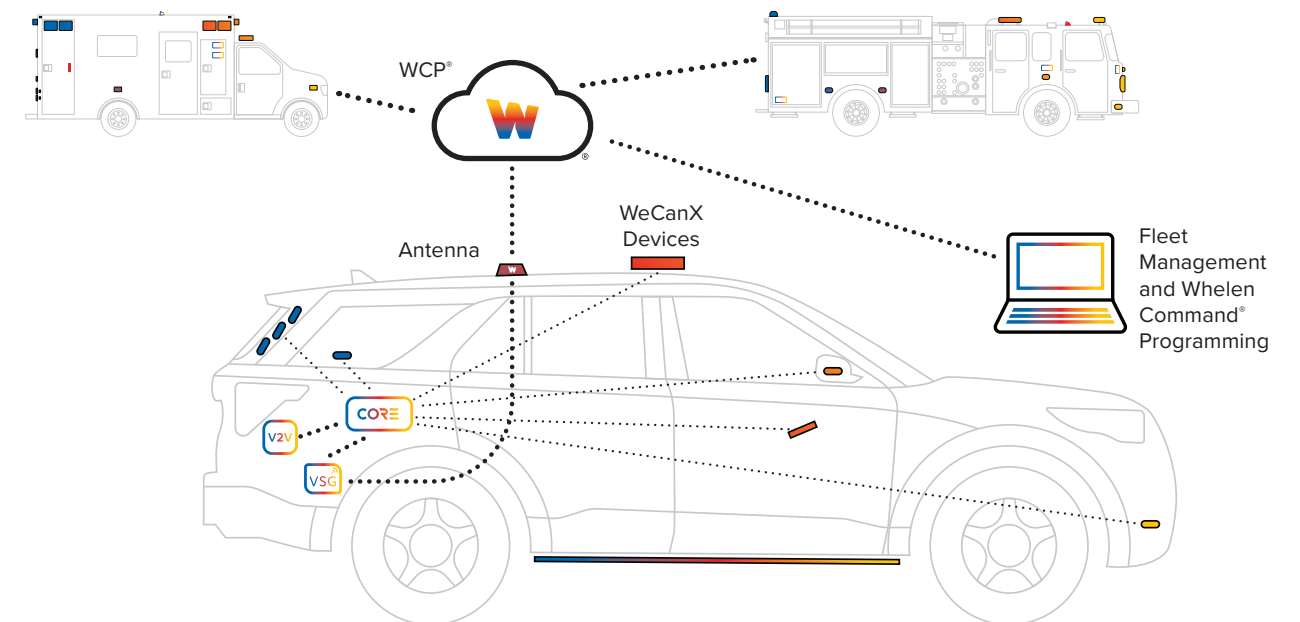 WCP®
W
®
WeCanX
Devices
Antenna
W
Fleet
Management
and Whelen
Command®
Programming
CORE
V2V
VSG